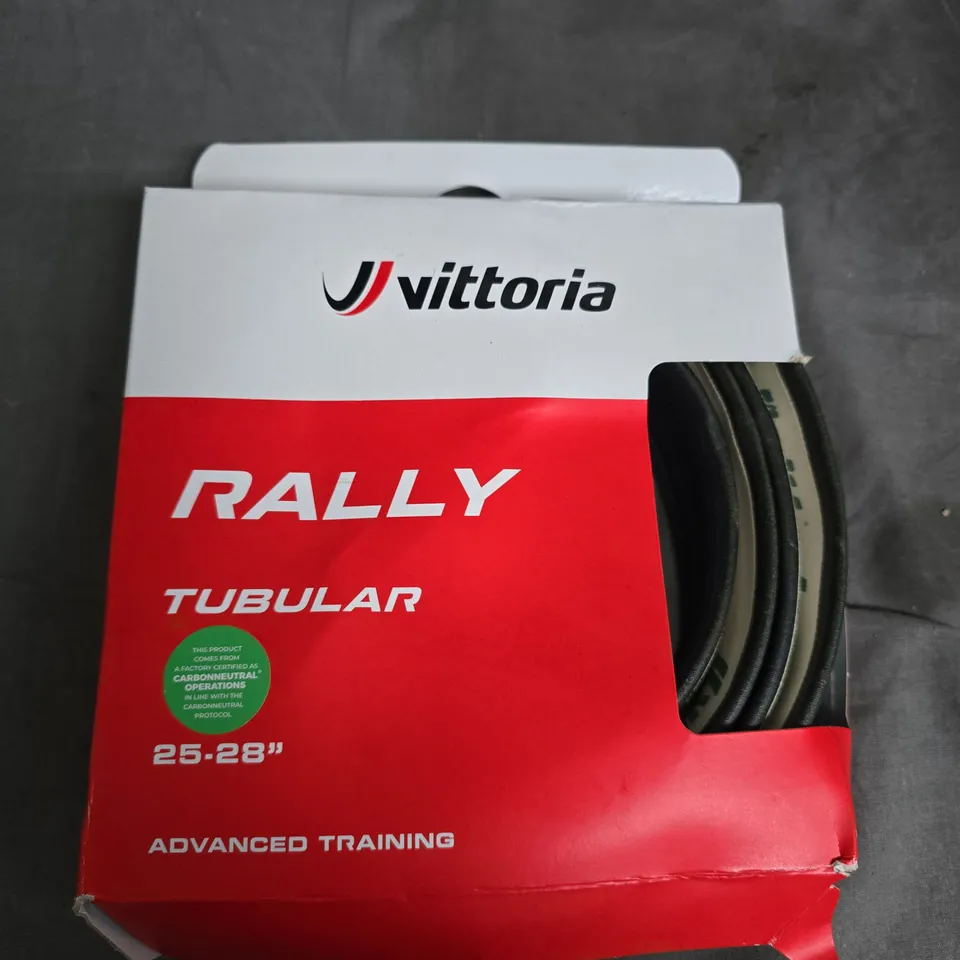 vittoria
RALLY
TUBULAR
THIS PRODUCT
COMES FROM
A FACTORY CERTIFIED AS
CARBONNEUTRAL®
OPERATIONS
IN LINE WITH THE
CARBONNEUTRAL
PROTOCOL
25-28”
ADVANCED TRAINING